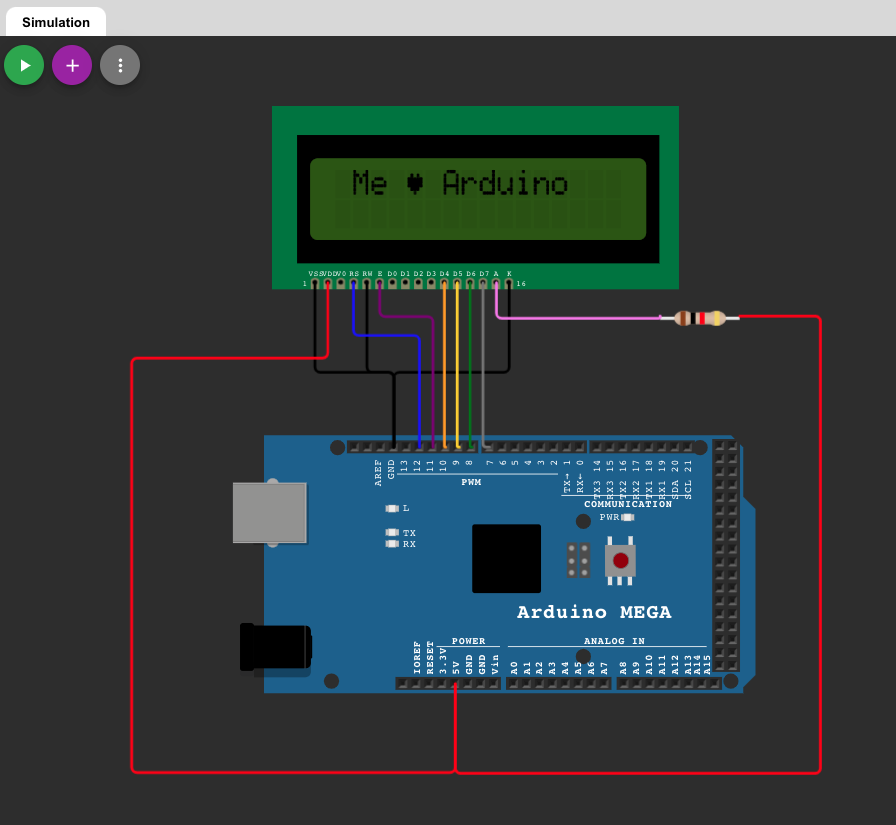 Simulation
Me ♥ Arduino
VSS VDD V0 RS RW E D0 D1 D2 D3 D4 D5 D6 D7 A K
1 16
AREF GND 13 12 11 10 9 8 7 6 5 4 3 2 TX→ 1 RX← 0 TX3 14 RX3 15 TX2 16 RX2 17 TX1 18 RX1 19 SDA 20 SCL 21
PWM
COMMUNICATION
L
PWR
TX
RX
Arduino MEGA
POWER
ANALOG IN
IOREF RESET 3.3V 5V GND GND Vin A0 A1 A2 A3 A4 A5 A6 A7 A8 A9 A10 A11 A12 A13 A14 A15